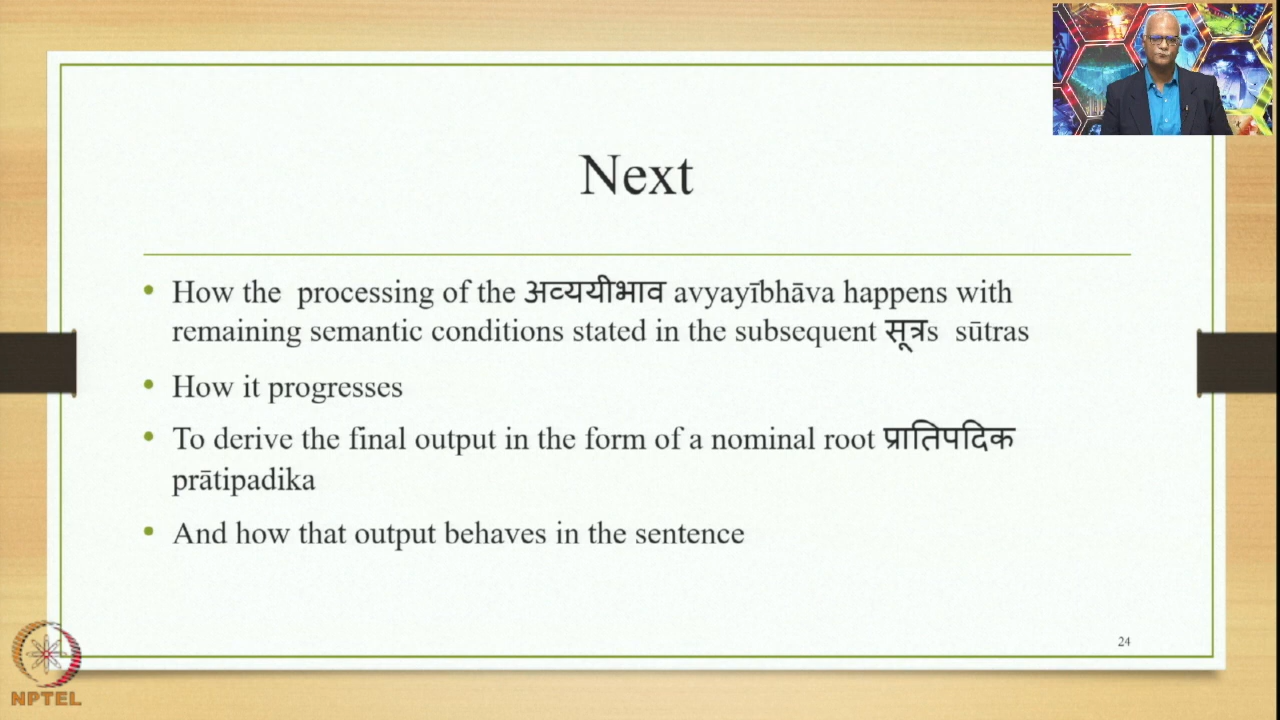 Next
How the processing of the अव्ययीभाव avyayībhāva happens with
remaining semantic conditions stated in the subsequent सूत्रs sūtras
How it progresses
To derive the final output in the form of a nominal root प्रातिपदिक
prātipadika
And how that output behaves in the sentence
24
NPTEL